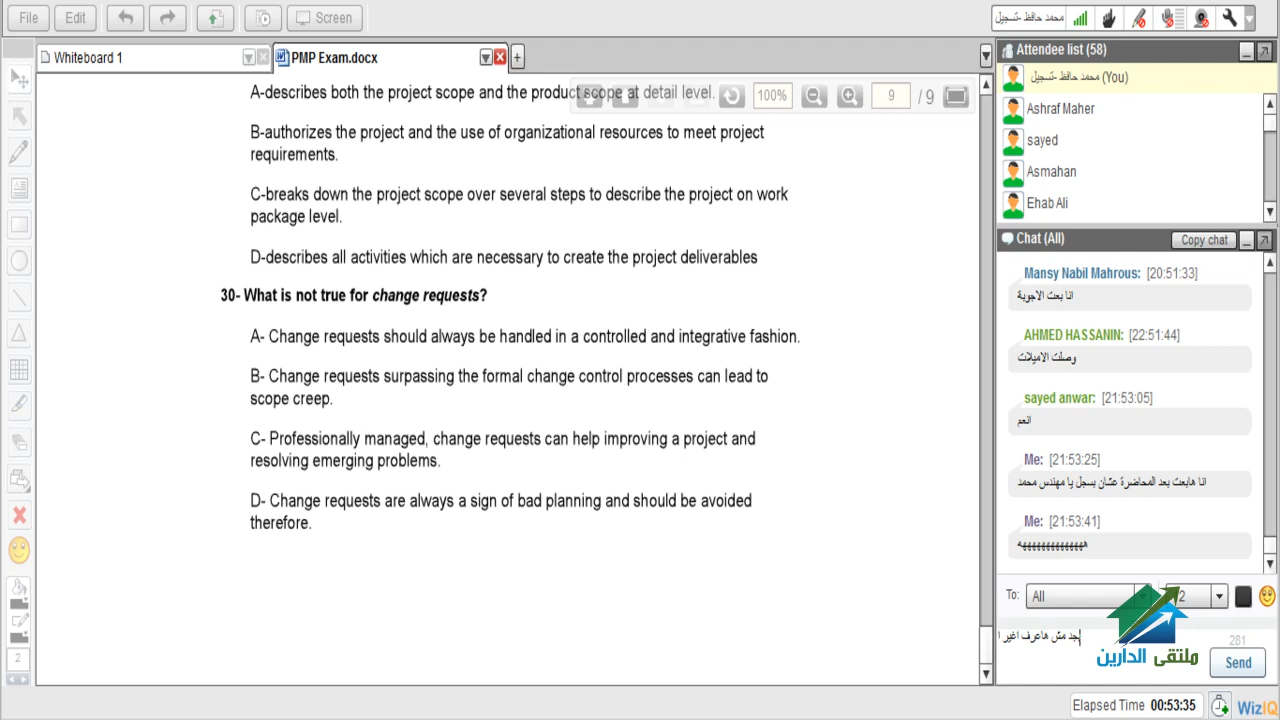 File
Edit
Screen
محمد حافظ -تسجيل
Whiteboard 1
PMP Exam.docx
+
A-describes both the project scope and the product scope at detail level.
100%
9
/ 9
B-authorizes the project and the use of organizational resources to meet project
requirements.
C-breaks down the project scope over several steps to describe the project on work
package level.
D-describes all activities which are necessary to create the project deliverables
30- What is not true for change requests?
A- Change requests should always be handled in a controlled and integrative fashion.
B- Change requests surpassing the formal change control processes can lead to
scope creep.
C- Professionally managed, change requests can help improving a project and
resolving emerging problems.
D- Change requests are always a sign of bad planning and should be avoided
therefore.
2
Attendee list (58)
محمد حافظ -تسجيل (You)
Ashraf Maher
sayed
Asmahan
Ehab Ali
Chat (All)
Copy chat
Mansy Nabil Mahrous: [20:51:33]
انا بعت الاجوبة
AHMED HASSANIN: [22:51:44]
وصلت الاميلات
sayed anwar: [21:53:05]
انعم
Me: [21:53:25]
انا هابعت بعد المحاضرة عشان بسجل يا مهندس محمد
Me: [21:53:41]
هههههههههههههه
To:
All
2
بجد مش هاعرف اغير ا
281
ملتقى الدارين
Send
Elapsed Time 00:53:35
WizIQ